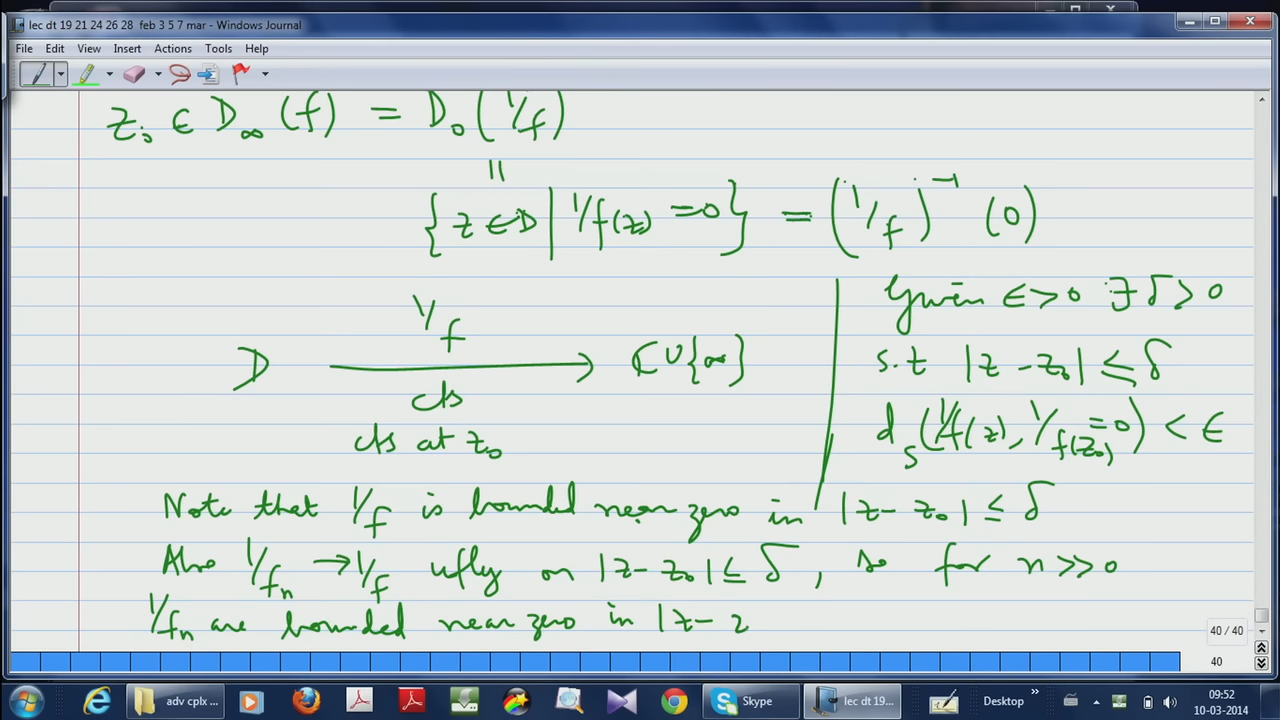 lec dt 19 21 24 26 28 feb 3 5 7 mar - Windows Journal
File Edit View Insert Actions Tools Help
z₀ ∈ D∞ (f) = D₀ (1/f)
||
{z ∈ D | 1/f(z) = 0} = (1/f)⁻¹ (0)
Given ∈ > 0 ∃ δ > 0
1/f
D → ℂ ∪ {∞}
s.t |z - z₀| ≤ δ
cts
d_s (1/f(z), 1/f(z₀) = 0) < ∈
cts at z₀
Note that 1/f is bounded near zero in |z - z₀| ≤ δ
Also 1/fₙ → 1/f ufly on |z - z₀| ≤ δ, so for n >> 0
1/fₙ are bounded near zero in |z - z
40 / 40
40
adv cplx ...
Skype
lec dt 19...
Desktop
09:52
10-03-2014